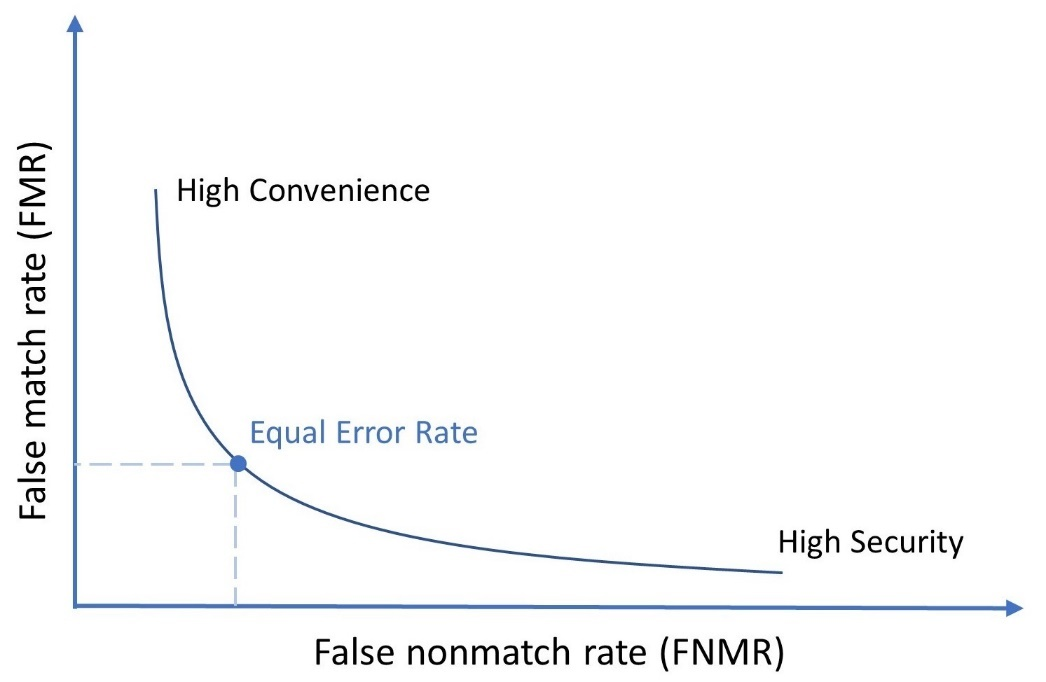 False match rate (FMR)
High Convenience
Equal Error Rate
High Security
False nonmatch rate (FNMR)